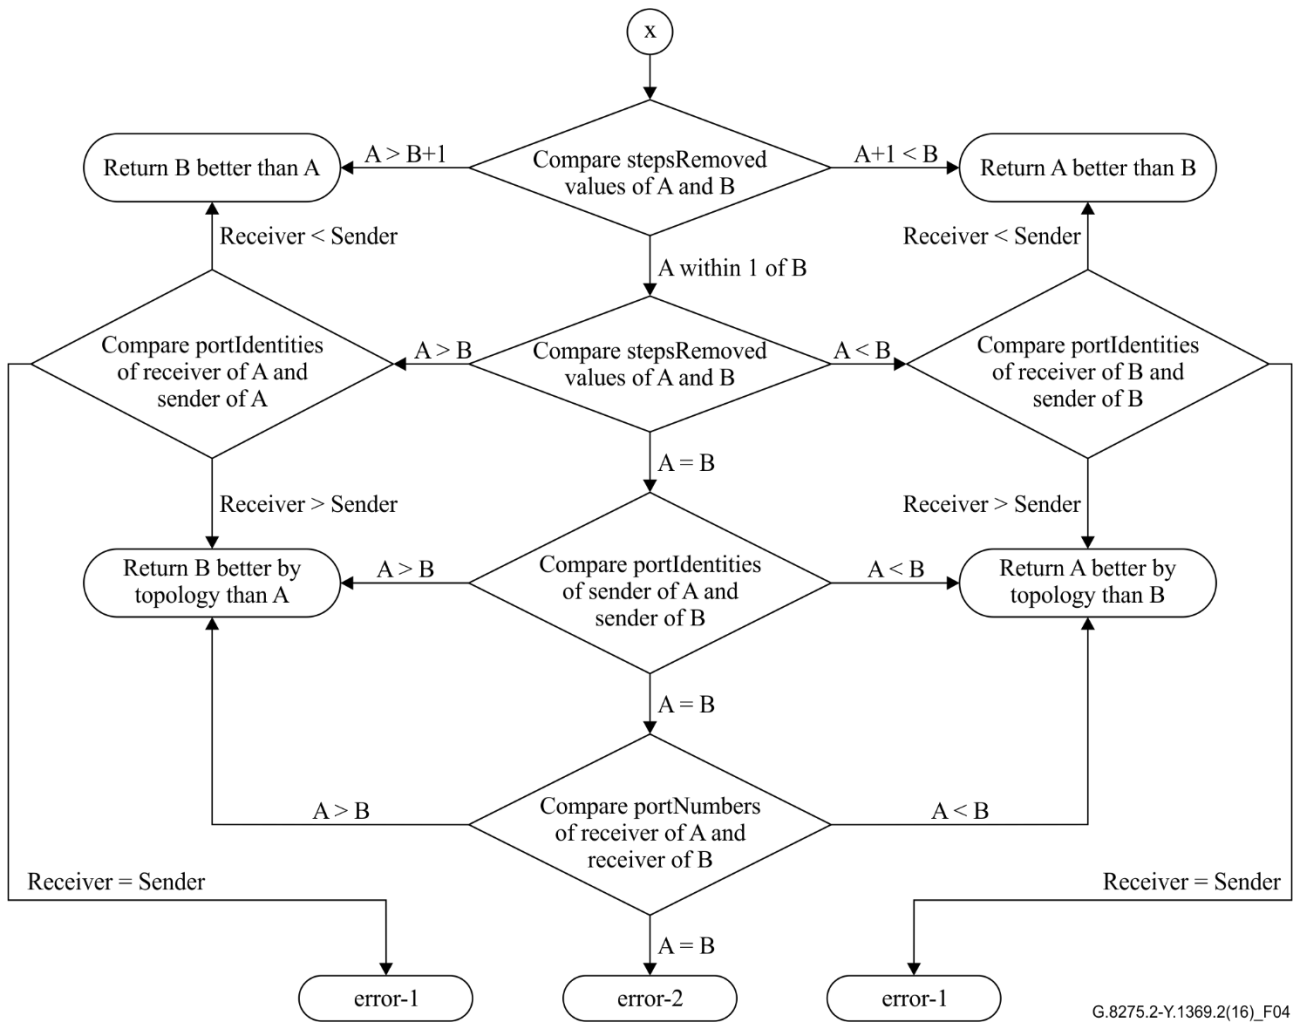 x
Compare stepsRemoved
values of A and B
A > B+1
A+1 < B
Return B better than A
Return A better than B
Receiver < Sender
Receiver < Sender
A within 1 of B
Compare portIdentities
of receiver of A and
sender of A
A > B
Compare stepsRemoved
values of A and B
A < B
Compare portIdentities
of receiver of B and
sender of B
A = B
Receiver > Sender
Receiver > Sender
Return B better by
topology than A
A > B
Compare portIdentities
of sender of A and
sender of B
A < B
Return A better by
topology than B
A = B
A > B
Compare portNumbers
of receiver of A and
receiver of B
A < B
Receiver = Sender
Receiver = Sender
A = B
error-1
error-2
error-1
G.8275.2-Y.1369.2(16)_F04